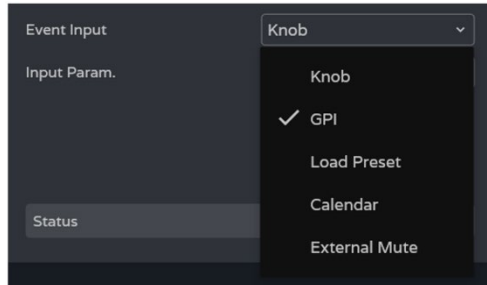 Event Input
Knob
Input Param.
Knob
GPI
Load Preset
Calendar
External Mute
Status